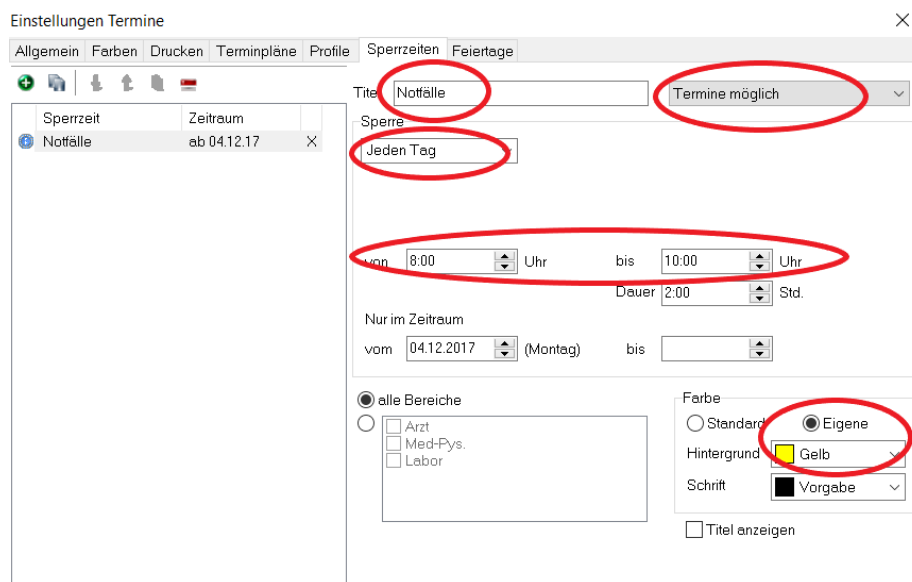 Einstellungen Termine
Allgemein Farben Drucken Terminpläne Profile Sperrzeiten Feiertage
Titel Notfälle Termine möglich
Sperrzeit Zeitraum
Notfälle ab 04.12.17 X
Sperre
Jeden Tag
von 8:00 Uhr bis 10:00 Uhr
Dauer 2:00 Std.
Nur im Zeitraum
vom 04.12.2017 (Montag) bis
alle Bereiche
Arzt
Med-Pys.
Labor
Farbe
Standard Eigene
Hintergrund Gelb
Schrift Vorgabe
Titel anzeigen